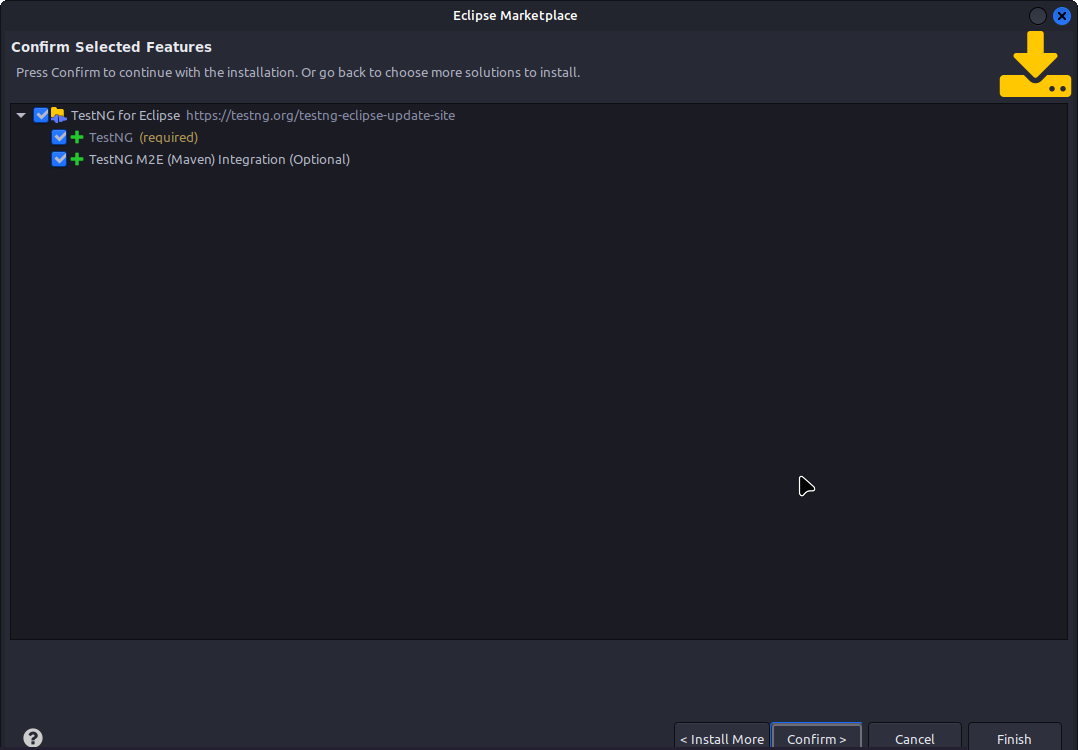 Eclipse Marketplace
Confirm Selected Features
Press Confirm to continue with the installation. Or go back to choose more solutions to install.
TestNG for Eclipse https://testng.org/testng-eclipse-update-site
TestNG (required)
TestNG M2E (Maven) Integration (Optional)
? < Install More Confirm > Cancel Finish